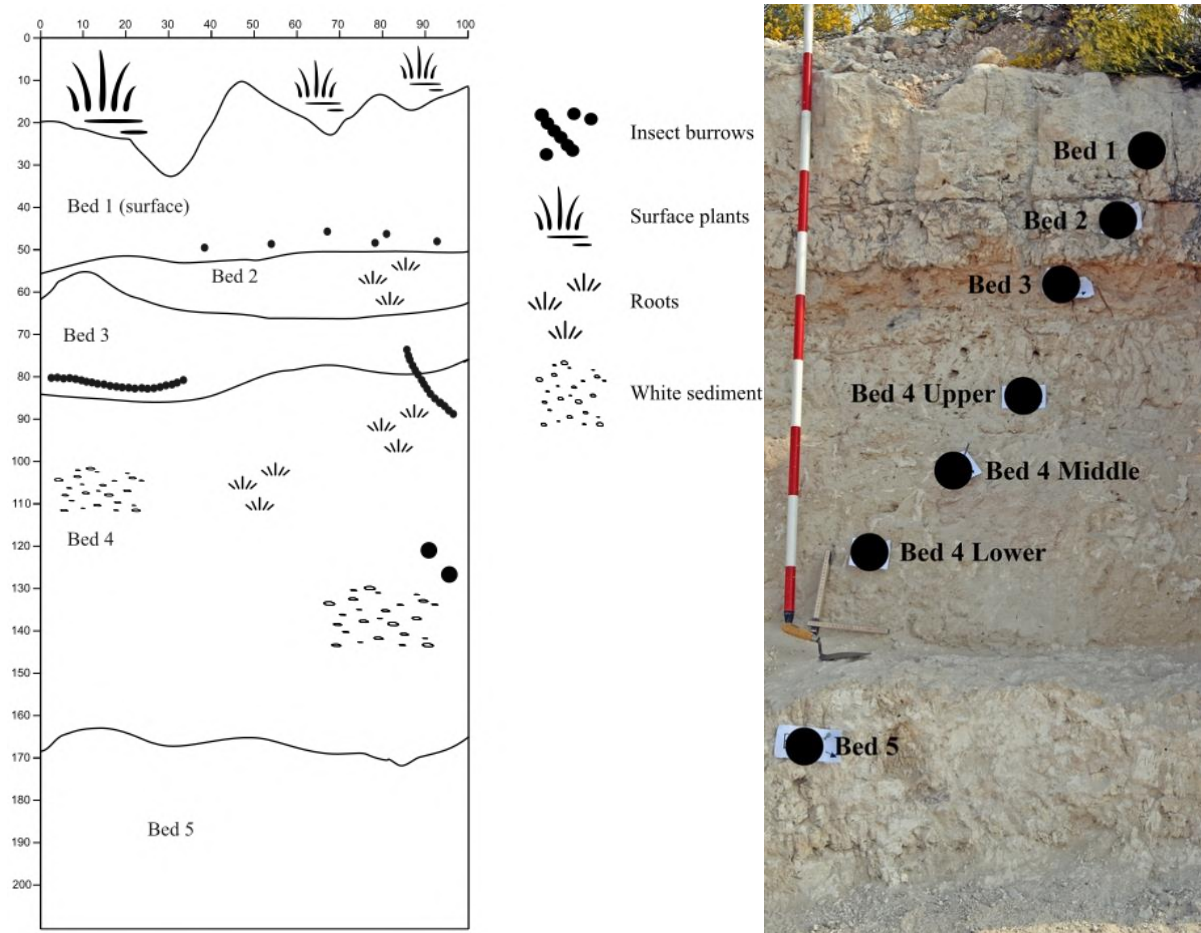 0 10 20 30 40 50 60 70 80 90 100
0
10
20
30
40
50
60
70
80
90
100
110
120
130
140
150
160
170
180
190
200
Bed 1 (surface)
Bed 2
Bed 3
Bed 4
Bed 5
Insect burrows
Surface plants
Roots
White sediment
Bed 1
Bed 2
Bed 3
Bed 4 Upper
Bed 4 Middle
Bed 4 Lower
Bed 5